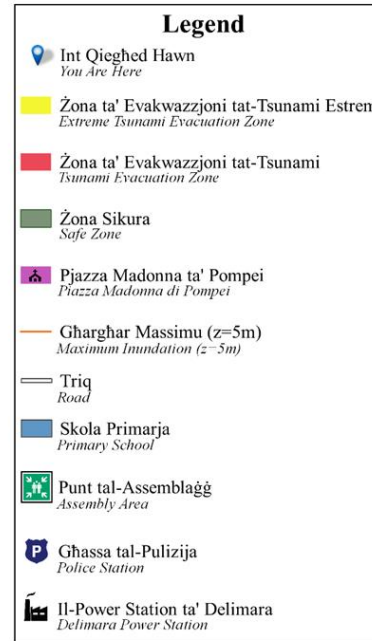 Legend
Int Qiegħed Hawn
You Are Here
Żona ta' Evakwazzjoni tat-Tsunami Estrem
Extreme Tsunami Evacuation Zone
Żona ta' Evakwazzjoni tat-Tsunami
Tsunami Evacuation Zone
Żona Sikura
Safe Zone
Pjazza Madonna ta' Pompei
Piazza Madonna di Pompei
Għargħar Massimu (z=5m)
Maximum Inundation (z=5m)
Triq
Road
Skola Primarja
Primary School
Punt tal-Assemblaġġ
Assembly Area
P
Għassa tal-Pulizija
Police Station
Il-Power Station ta' Delimara
Delimara Power Station